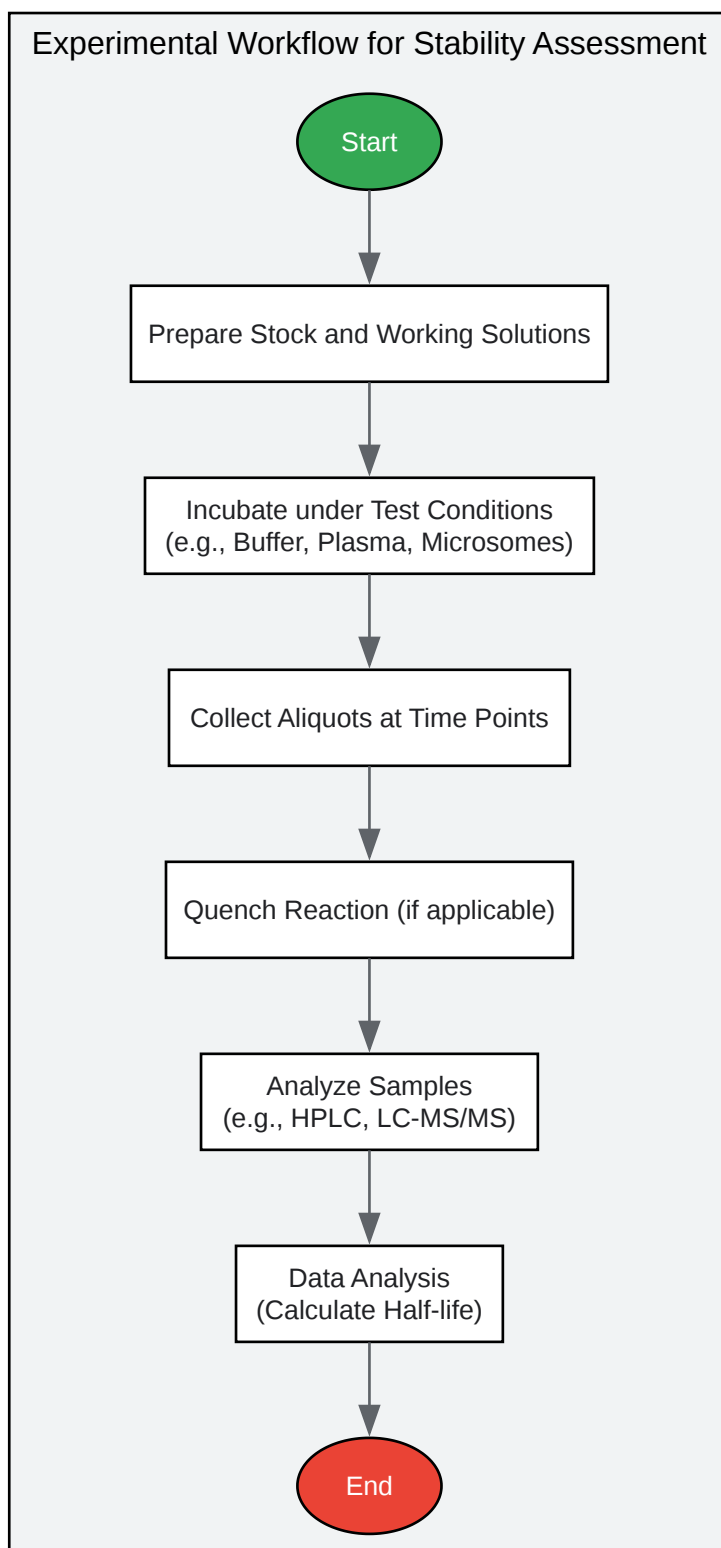 Experimental Workflow for Stability Assessment
Start
Prepare Stock and Working Solutions
Incubate under Test Conditions
(e.g., Buffer, Plasma, Microsomes)
Collect Aliquots at Time Points
Quench Reaction (if applicable)
Analyze Samples
(e.g., HPLC, LC-MS/MS)
Data Analysis
(Calculate Half-life)
End